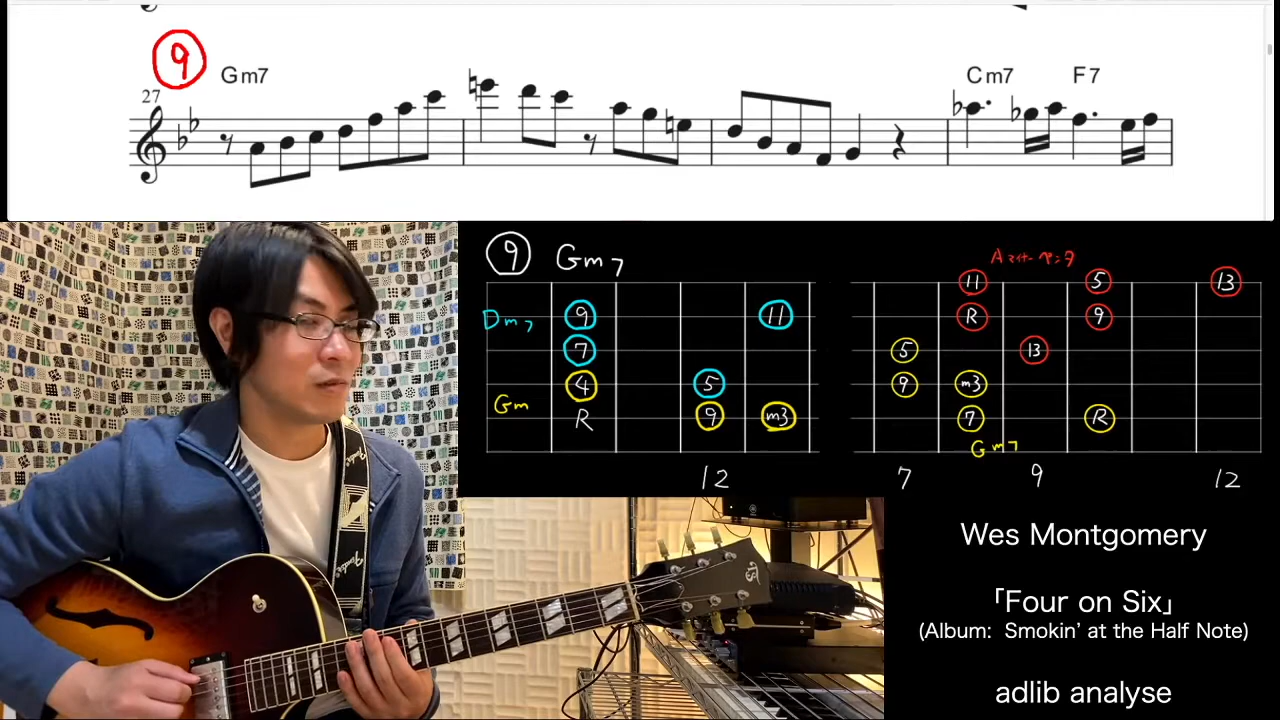 9
Gm7
Cm7 F7
27
9 Gm7
Aマイナーペンタ
11 5 13
Dm7 9 11 R 9
7 5 13
4 5 9 m3
Gm R 9 m3 7 R
Gm7
12 7 9 12
Fender
Wes Montgomery
「Four on Six」
(Album: Smokin' at the Half Note)
adlib analyse